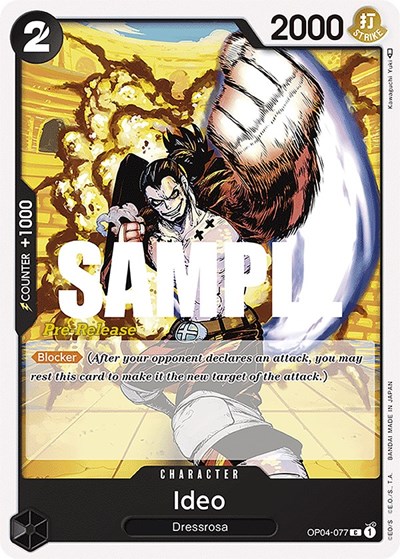 2
2000
打
STRIKE
Kawaguchi Yuki
COUNTER +1000
SAMPLE
Pre-Release
Blocker (After your opponent declares an attack, you may
rest this card to make it the new target of the attack.)
CHARACTER
Ideo
Dressrosa
OP04-077 C 1
©E.O/S. ©E.O./S., T.A. BANDAI MADE IN JAPAN